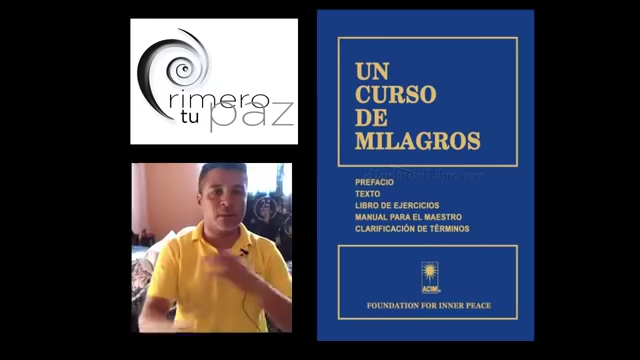 Primero
tu paz
UN
CURSO
DE
MILAGROS
PREFACIO
TEXTO
LIBRO DE EJERCICIOS
MANUAL PARA EL MAESTRO
CLARIFICACIÓN DE TÉRMINOS
ACIM
FOUNDATION FOR INNER PEACE